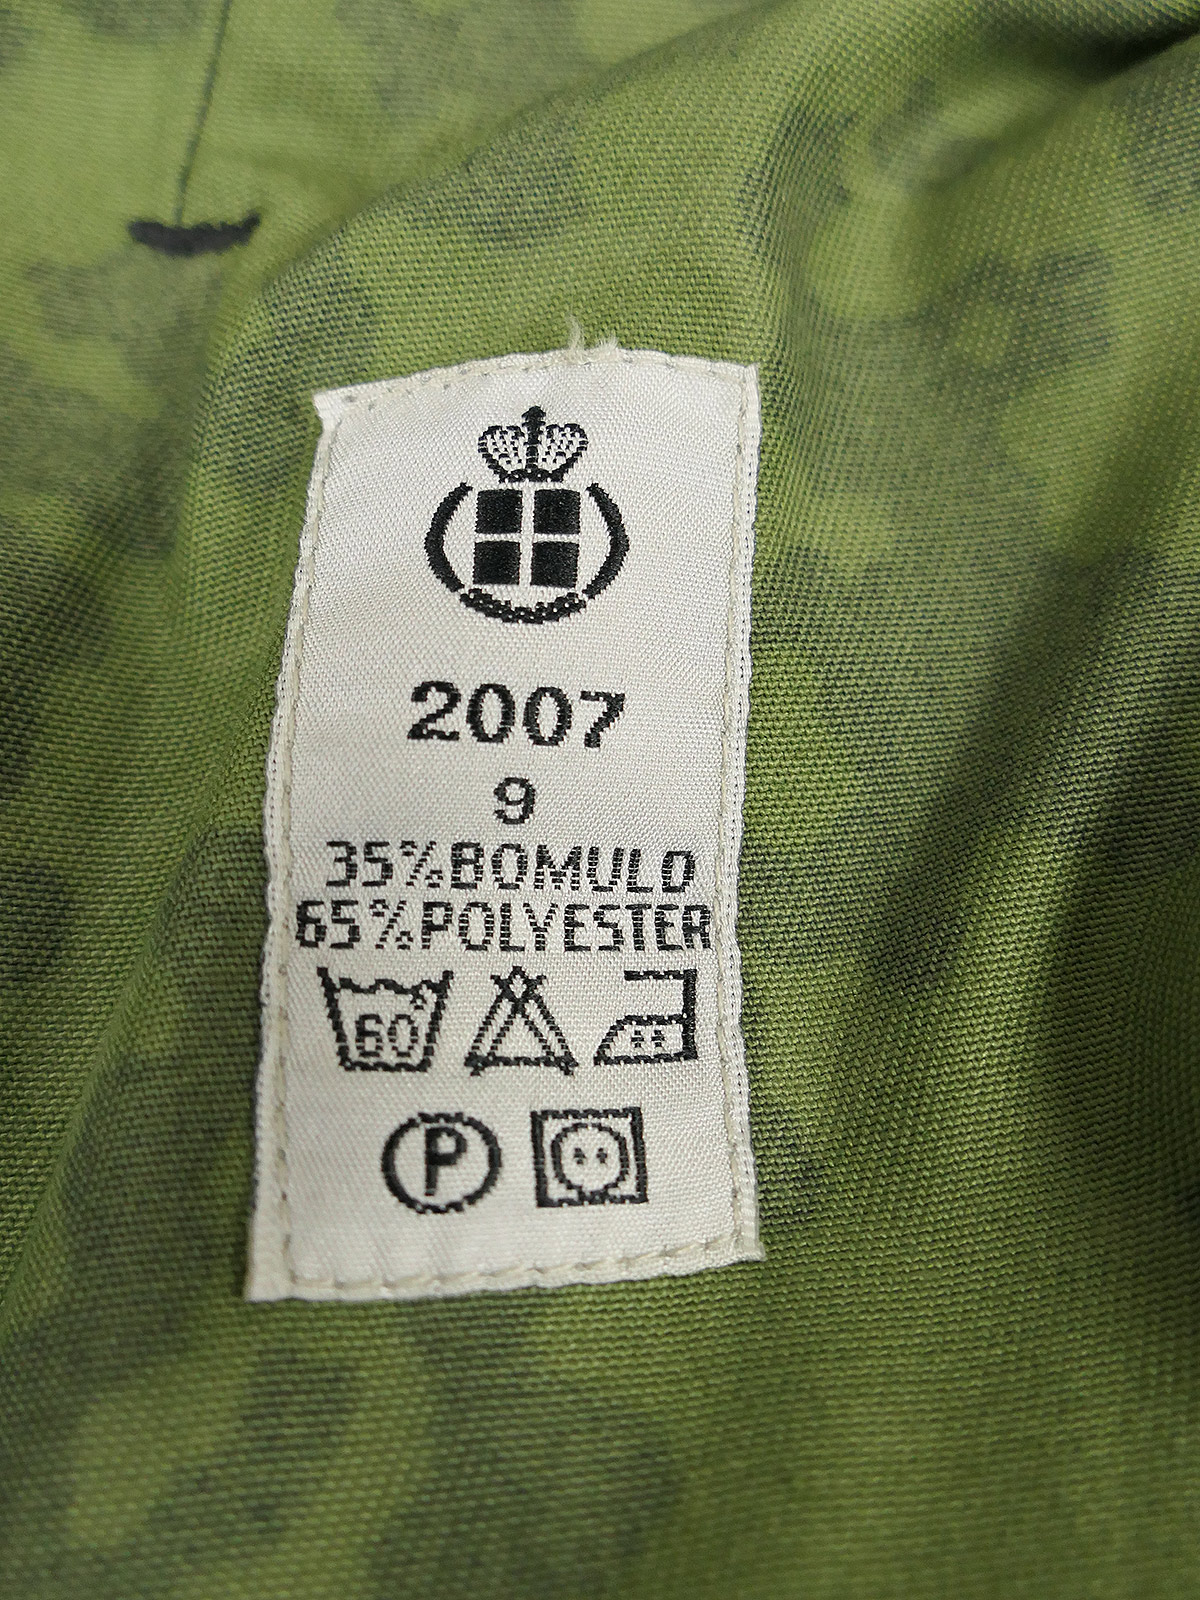 2007
9
35%BOMULD
65%POLYESTER
60°
P